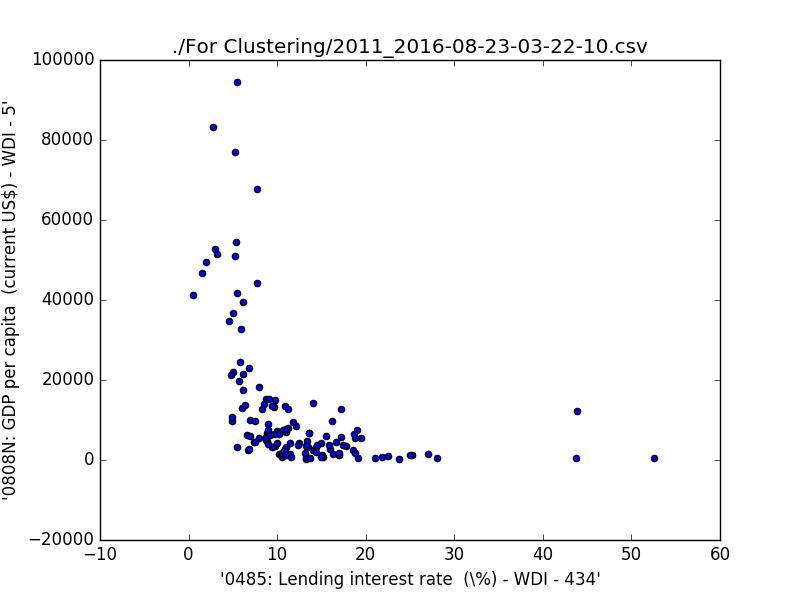 ./For Clustering/2011_2016-08-23-03-22-10.csv
100000
80000
60000
40000
20000
0
−20000
−10 0 10 20 30 40 50 60
'0808N: GDP per capita  (current US$) - WDI - 5'
'0485: Lending interest rate  (\%) - WDI - 434'